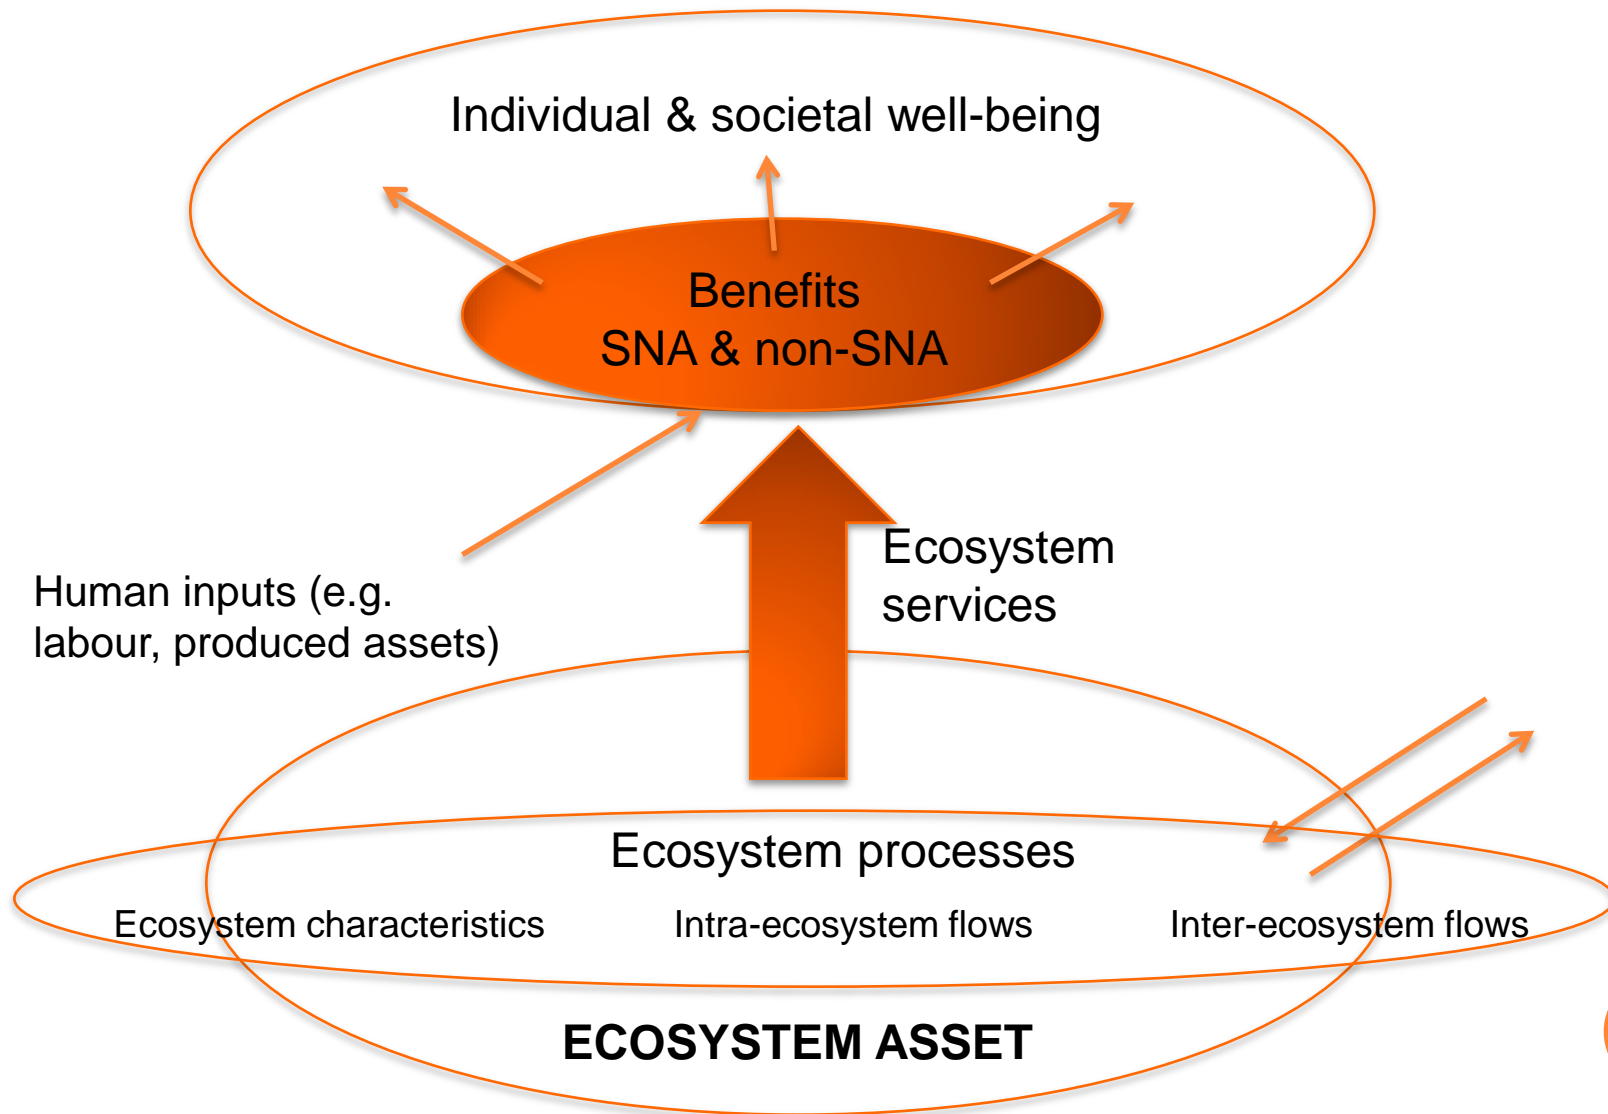 Individual & societal well-being
Benefits
SNA & non-SNA
Ecosystem
services
Human inputs (e.g.
labour, produced assets)
Ecosystem processes
Ecosystem characteristics
Intra-ecosystem flows
Inter-ecosystem flows
ECOSYSTEM ASSET